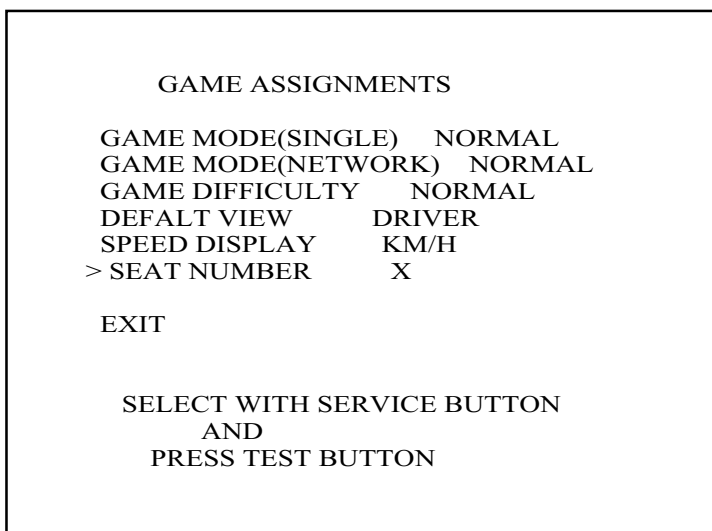 GAME ASSIGNMENTS
GAME MODE(SINGLE) NORMAL
GAME MODE(NETWORK) NORMAL
GAME DIFFICULTY NORMAL
DEFALT VIEW DRIVER
SPEED DISPLAY KM/H
> SEAT NUMBER X
EXIT
SELECT WITH SERVICE BUTTON
AND
PRESS TEST BUTTON